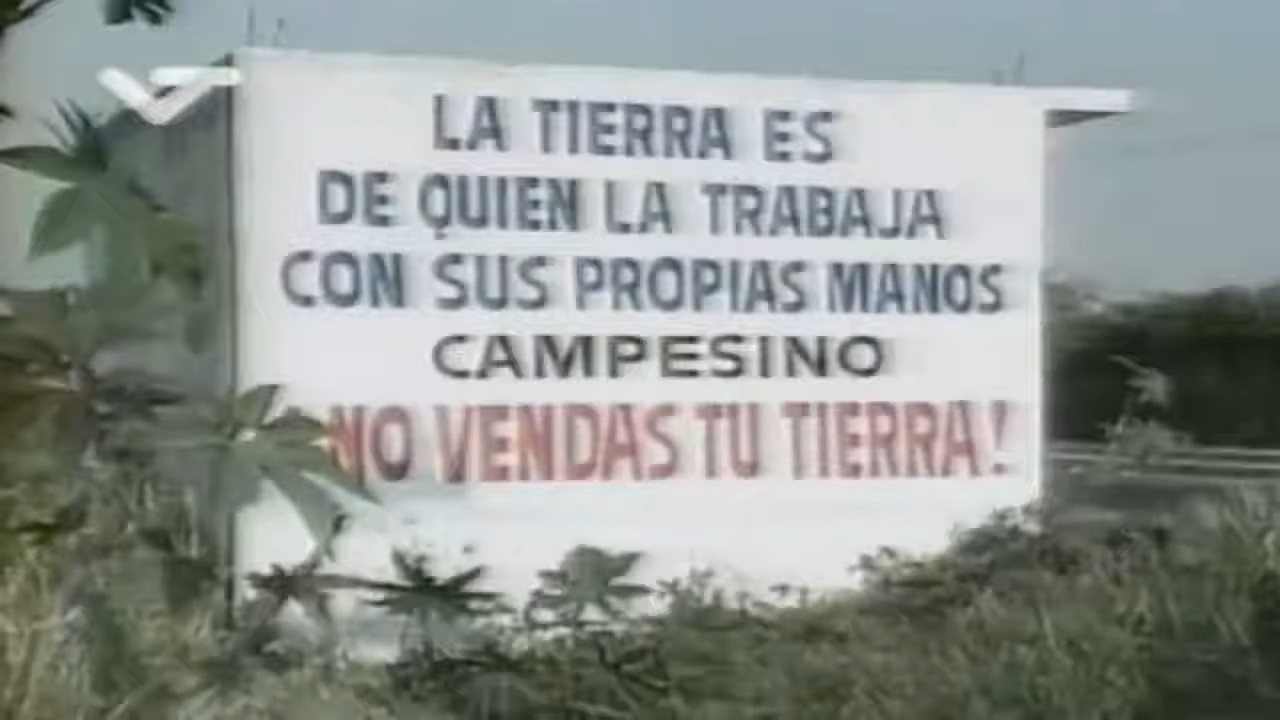 LA TIERRA ES
DE QUIEN LA TRABAJA
CON SUS PROPIAS MANOS
CAMPESINO
NO VENDAS TU TIERRA!